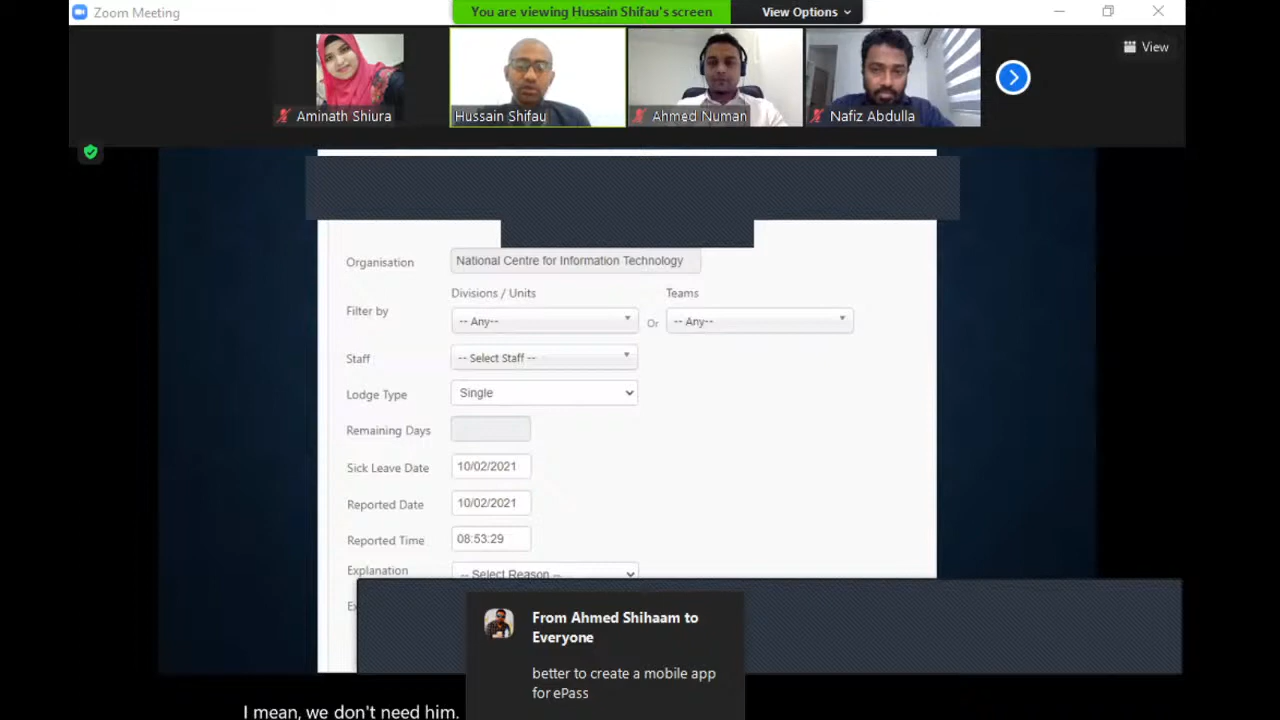 Zoom Meeting
You are viewing Hussain Shifau's screen
View Options
View
Aminath Shiura
Hussain Shifau
Ahmed Numan
Nafiz Abdulla
Organisation
National Centre for Information Technology
Divisions / Units
Teams
Filter by
-- Any--
Or
-- Any--
Staff
-- Select Staff --
Lodge Type
Single
Remaining Days
Sick Leave Date
10/02/2021
Reported Date
10/02/2021
Reported Time
08:53:29
Explanation
-- Select Reason --
From Ahmed Shihaam to
Everyone
better to create a mobile app
for ePass
I mean, we don't need him.